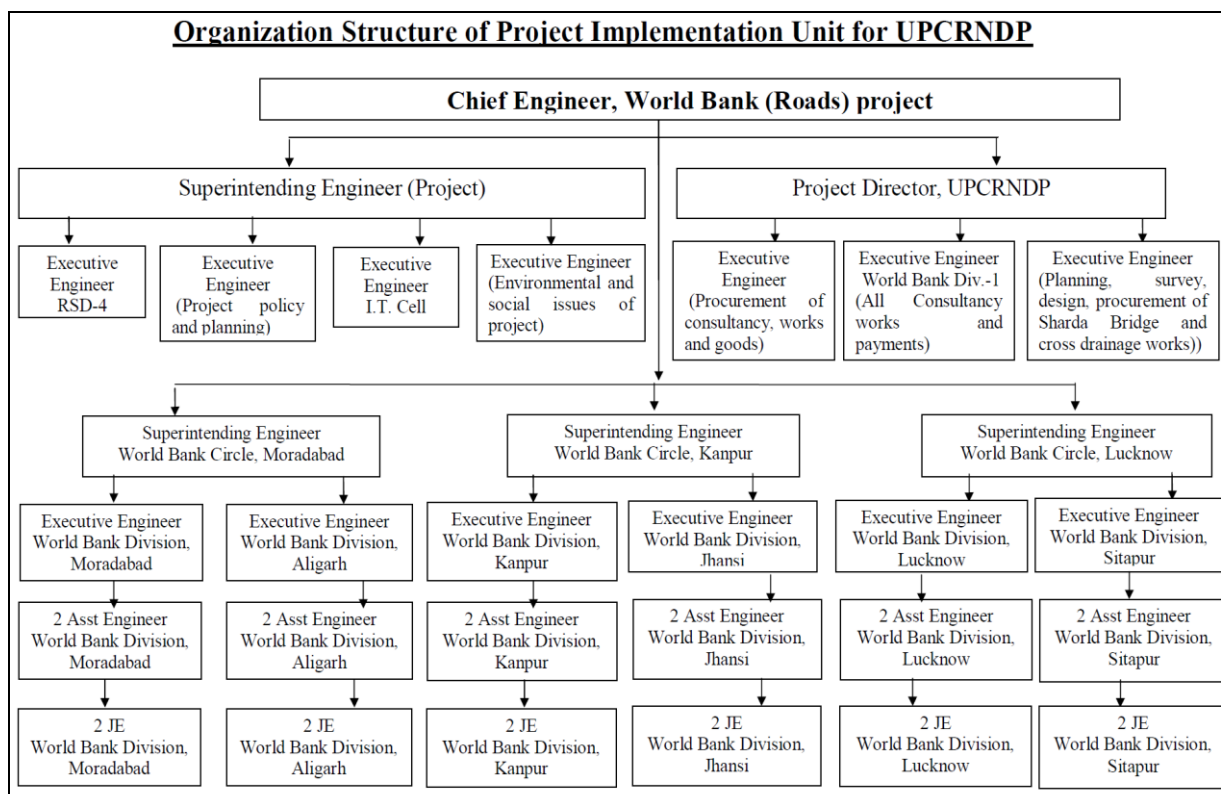 Organization Structure of Project Implementation Unit for UPCRNDP
Chief Engineer, World Bank (Roads) project
Superintending Engineer (Project)
Project Director, UPCRNDP
Executive
Engineer
RSD-4
Executive
Engineer
(Project policy
and planning)
Executive
Engineer
I.T. Cell
Executive Engineer
(Environmental and
social issues of
project)
Executive
Engineer
(Procurement of
consultancy, works
and goods)
Executive Engineer
World Bank Div.-1
(All Consultancy
works and
payments)
Executive Engineer
(Planning, survey,
design, procurement of
Sharda Bridge and
cross drainage works))
Superintending Engineer
World Bank Circle, Moradabad
Superintending Engineer
World Bank Circle, Kanpur
Superintending Engineer
World Bank Circle, Lucknow
Executive Engineer
World Bank Division,
Moradabad
Executive Engineer
World Bank Division,
Aligarh
Executive Engineer
World Bank Division,
Kanpur
Executive Engineer
World Bank Division,
Jhansi
Executive Engineer
World Bank Division,
Lucknow
Executive Engineer
World Bank Division,
Sitapur
2 Asst Engineer
World Bank Division,
Moradabad
2 Asst Engineer
World Bank Division,
Aligarh
2 Asst Engineer
World Bank Division,
Kanpur
2 Asst Engineer
World Bank Division,
Jhansi
2 Asst Engineer
World Bank Division,
Lucknow
2 Asst Engineer
World Bank Division,
Sitapur
2 JE
World Bank Division,
Moradabad
2 JE
World Bank Division,
Aligarh
2 JE
World Bank Division,
Kanpur
2 JE
World Bank Division,
Jhansi
2 JE
World Bank Division,
Lucknow
2 JE
World Bank Division,
Sitapur